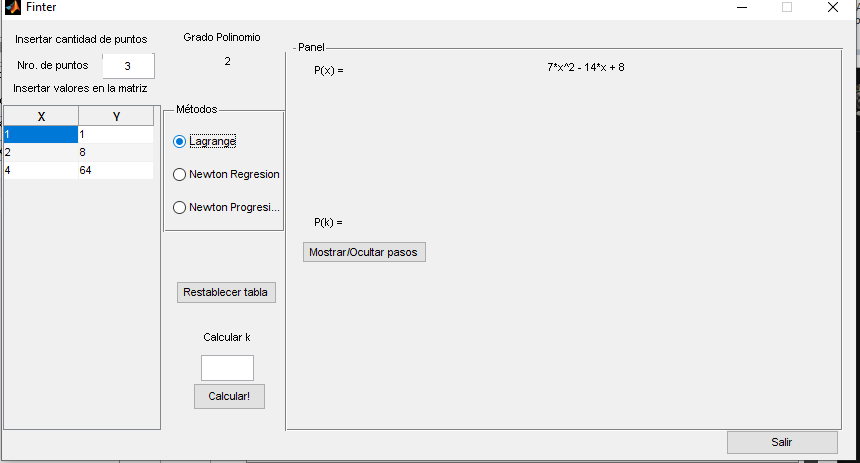 Finter
Insertar cantidad de puntos
Nro. de puntos 3
Insertar valores en la matriz
X Y
1 1
2 8
4 64
Grado Polinomio
2
Métodos
Lagrange
Newton Regresion
Newton Progresi...
Restablecer tabla
Calcular k
Calcular!
Panel
P(x) = 7*x^2 - 14*x + 8
P(k) =
Mostrar/Ocultar pasos
Salir